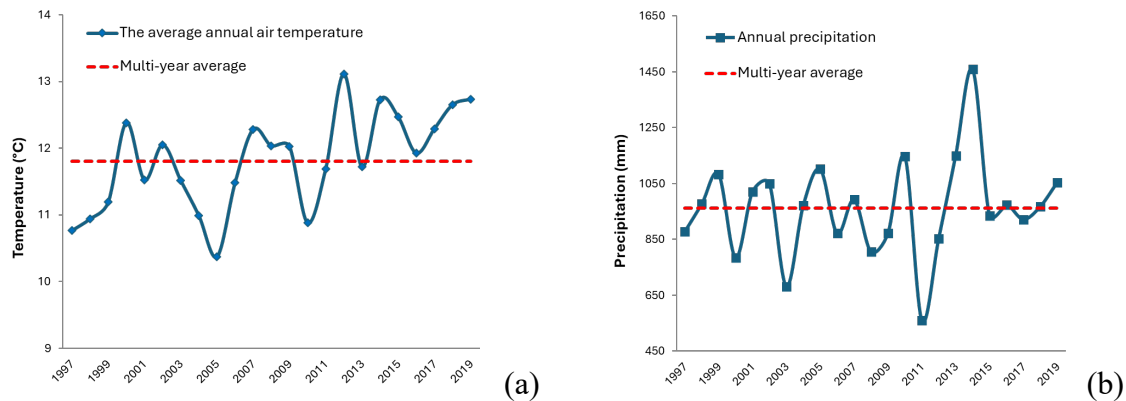 14
13
12
11
10
9
Temperature (°C)
The average annual air temperature
Multi-year average
1997 1999 2001 2003 2005 2007 2009 2011 2013 2015 2017 2019
(a)
1650
1450
1250
1050
850
650
450
Precipitation (mm)
Annual precipitation
Multi-year average
1997 1999 2001 2003 2005 2007 2009 2011 2013 2015 2017 2019
(b)